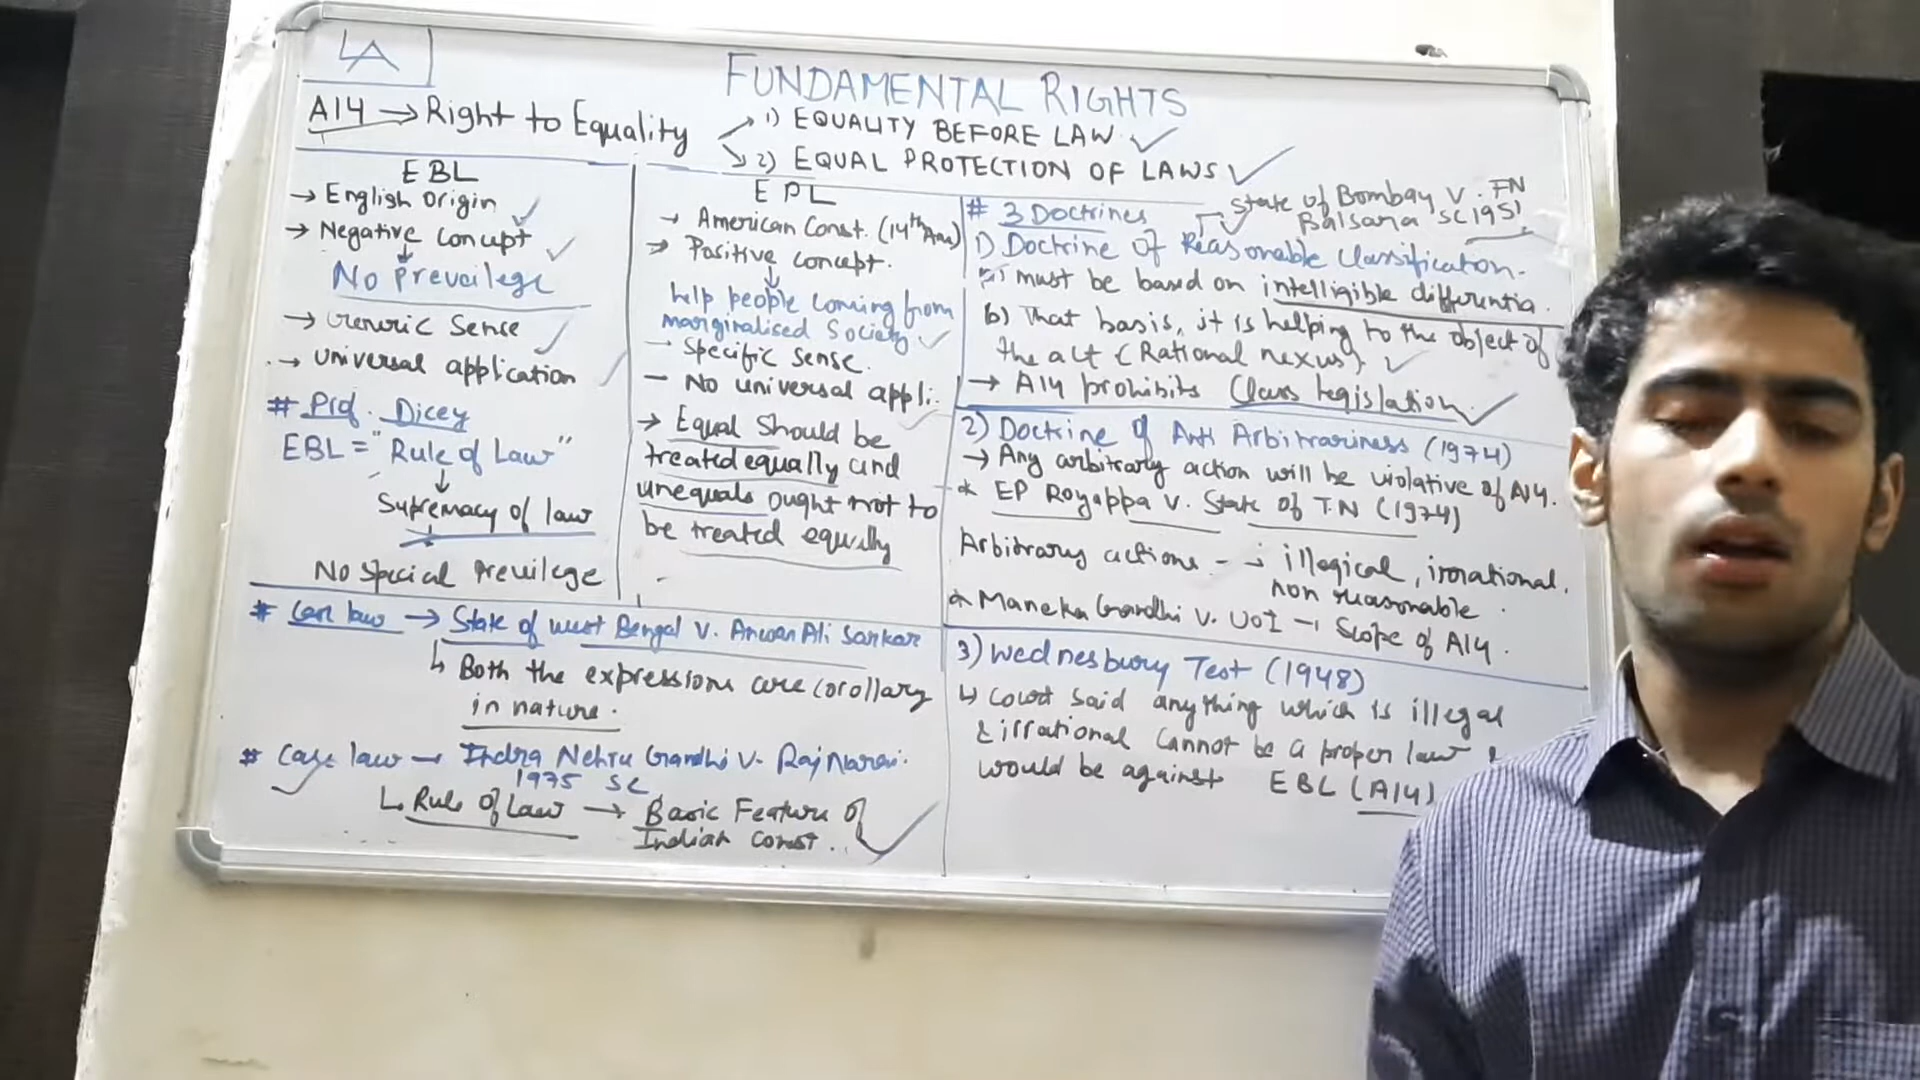 LA
FUNDAMENTAL RIGHTS
A14 → Right to Equality
1) EQUALITY BEFORE LAW
2) EQUAL PROTECTION OF LAWS
EBL
→ English Origin
→ Negative concept
No Prevailege
→ Generic Sense
→ Universal application
# Prof. Dicey
EBL = "Rule of Law"
Supremacy of law
No Special Previlege
EPL
→ American Const. (14th Am)
→ Positive concept.
help people coming from
marginalised Society
- Specific sense.
- No universal appli.
→ Equal Should be
treated equally and
unequals ought not to
be treated equally
# Case law → State of West Bengal V. Anwar Ali Sarkar
Both the expressions are corollary
in nature.
# Case law → Indra Nehru Gandhi V. Raj Narai.
1975 SC
Rule of Law → Basic Feature of
Indian Const.
# 3 Doctrines
State of Bombay V. FN
Balsara SC 1951
1) Doctrine of Reasonable Classification.
a) must be based on intelligible differentia.
b) That basis, it is helping to the object of
the act (Rational nexus)
→ A14 prohibits Class legislation
2) Doctrine of Anti Arbitrariness (1974)
→ Any arbitrary action will be violative of A14.
* EP Royappa V. State of T.N (1974)
Arbitrary actions - illogical, irrational,
non reasonable.
* Maneka Gandhi V. UOI → Scope of A14.
3) Wednesbury Test (1948)
↳ Court said anything which is illegal
& irrational cannot be a proper law &
would be against EBL (A14)